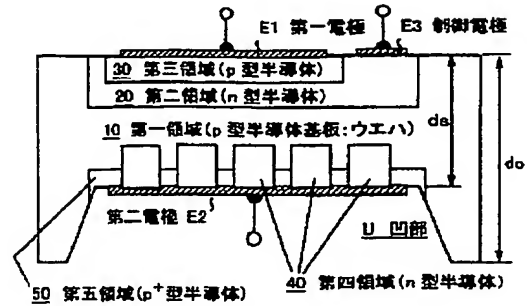 E1 第一電極
E3 制御電極
30 第三領域(p 型半導体)
20 第二領域(n 型半導体)
10 第一領域(p 型半導体基板:ウエハ)
da
do
第二電極 E2
U 凹部
50 第五領域(p+型半導体)
40 第四領域(n 型半導体)